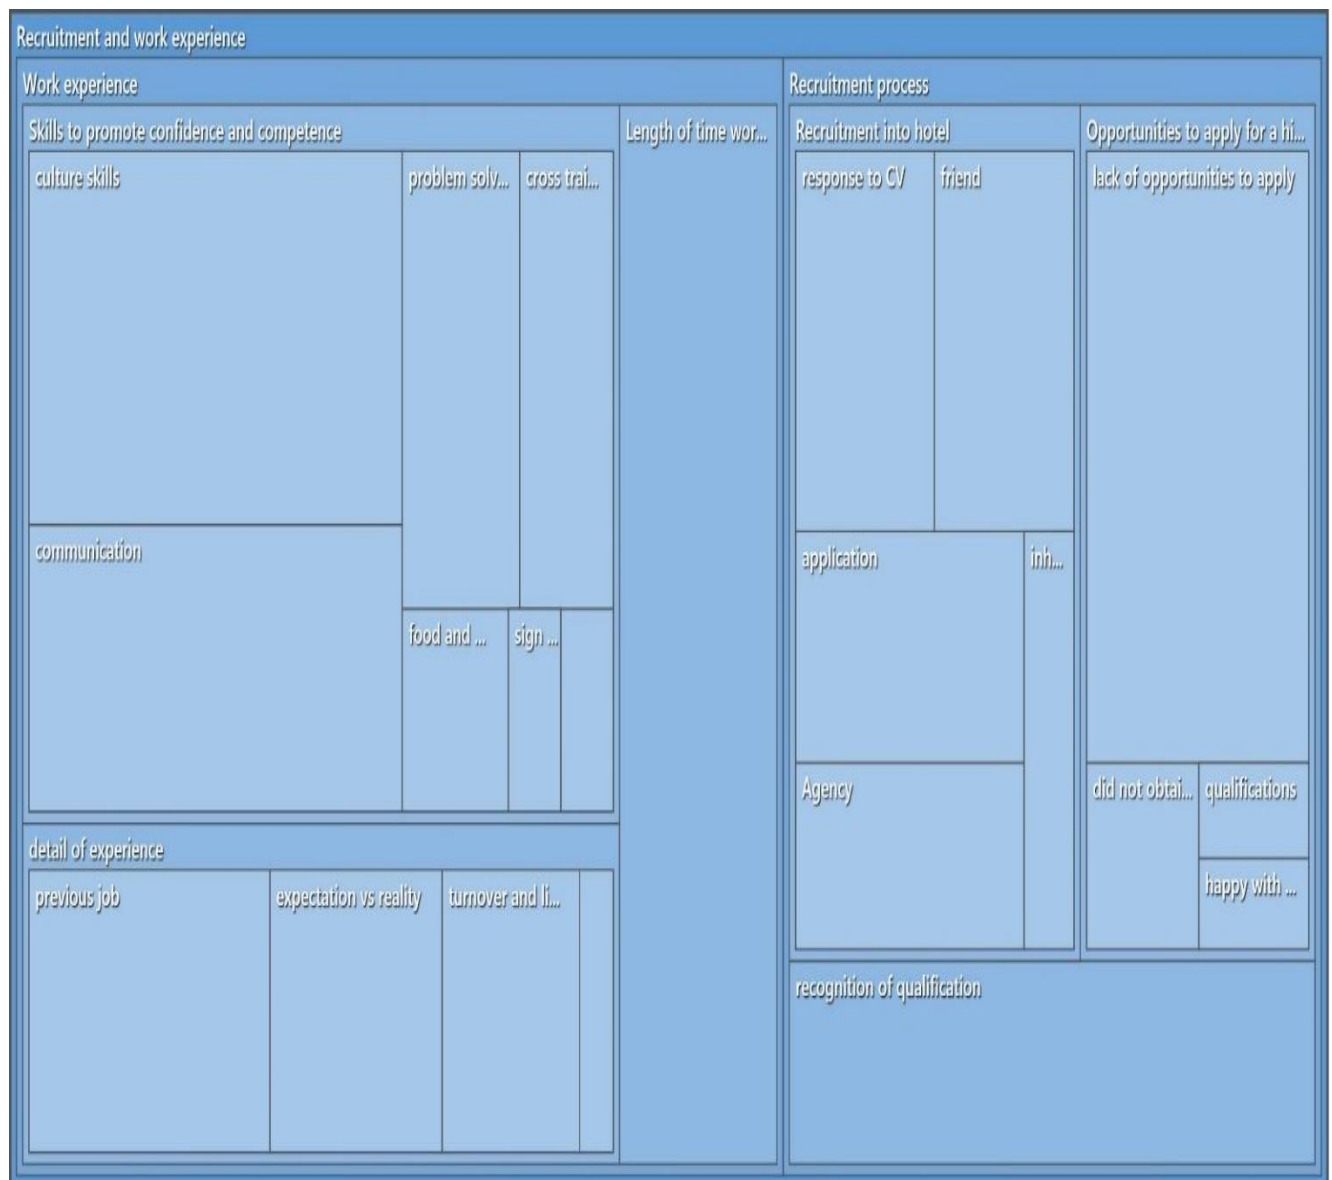 Recruitment and work experience
Work experience
Skills to promote confidence and competence
culture skills
problem solv...
cross trai...
communication
food and ...
sign ...
detail of experience
previous job
expectation vs reality
turnover and li...
Length of time wor...
Recruitment process
Recruitment into hotel
response to CV
friend
application
inh...
Agency
Opportunities to apply for a hi...
lack of opportunities to apply
did not obtai...
qualifications
happy with ...
recognition of qualification